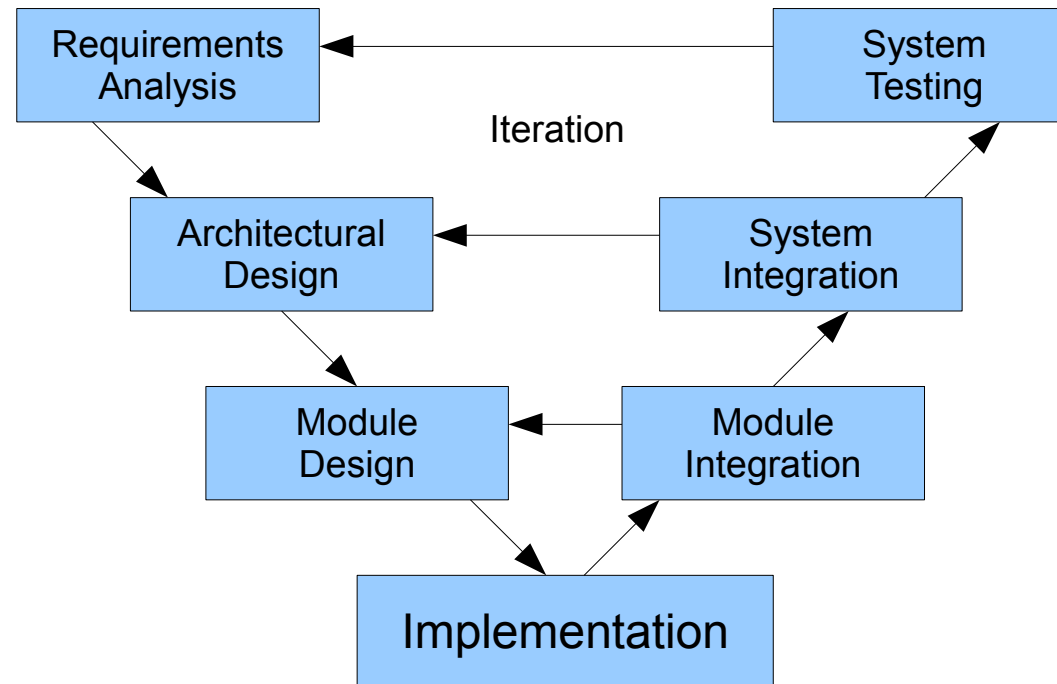 Requirements
Analysis
System
Testing
Iteration
Architectural
Design
System
Integration
Module
Design
Module
Integration
Implementation